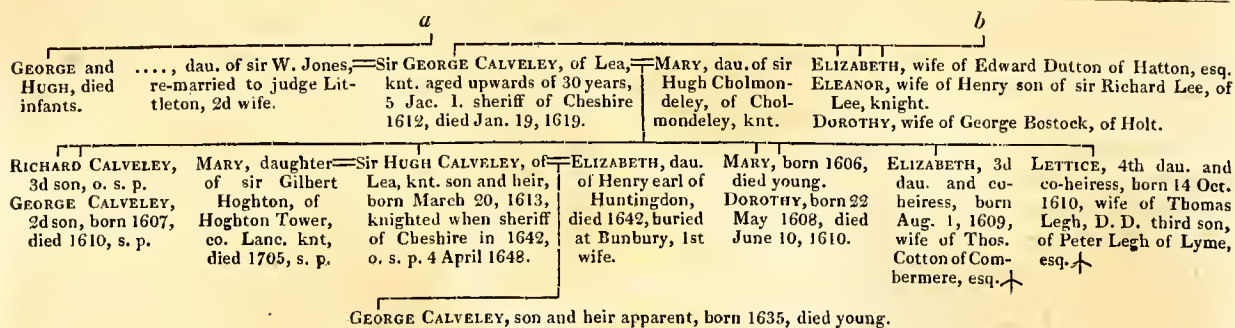 a
b
GEORGE and
HUGH, died
infants.
...., dau. of sir W. Jones,
re-married to judge Lit-
tleton, 2d wife.
Sir GEORGE CALVELEY, of Lea,
knt. aged upwards of 30 years,
5 Jac. 1. sheriff of Cheshire
1612, died Jan. 19, 1619.
MARY, dau. of sir
Hugh Cholmon-
deley, of Chol-
mondeley, knt.
ELIZABETH, wife of Edward Dutton of Hatton, esq.
ELEANOR, wife of Henry son of sir Richard Lee, of
Lee, knight.
DOROTHY, wife of George Bostock, of Holt.
RICHARD CALVELEY,
3d son, o. s. p.
GEORGE CALVELEY,
2d son, born 1607,
died 1610, s. p.
MARY, daughter
of sir Gilbert
Hoghton, of
Hoghton Tower,
co. Lanc. knt,
died 1705, s. p.
Sir HUGH CALVELEY, of
Lea, knt. son and heir,
born March 20, 1613,
knighted when sheriff
of Cheshire in 1642,
o. s. p. 4 April 1648.
ELIZABETH, dau.
of Henry earl of
Huntingdon,
died 1642, buried
at Bunbury, 1st
wife.
MARY, born 1606,
died young.
DOROTHY, born 22
May 1608, died
June 10, 1610.
ELIZABETH, 3d
dau. and co-
heiress, born
Aug. 1, 1609,
wife of Thos.
Cotton of Com-
bermere, esq.
LETTICE, 4th dau. and
co-heiress, born 14 Oct.
1610, wife of Thomas
Legh, D. D. third son,
of Peter Legh of Lyme,
esq.
GEORGE CALVELEY, son and heir apparent, born 1635, died young.